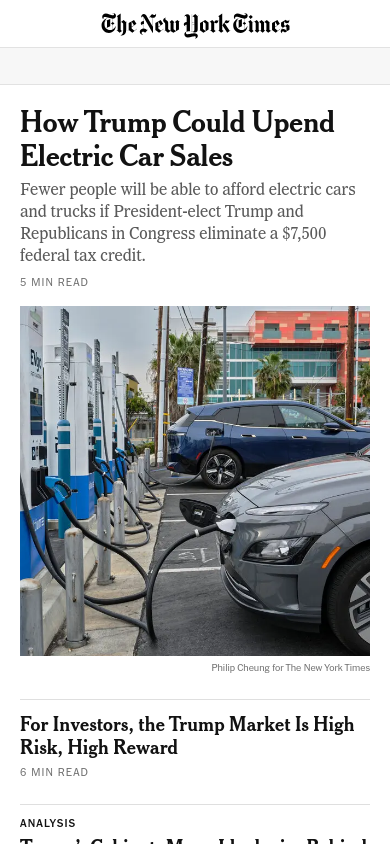 The New York Times
How Trump Could Upend
Electric Car Sales
Fewer people will be able to afford electric cars
and trucks if President-elect Trump and
Republicans in Congress eliminate a $7,500
federal tax credit.
5 MIN READ
EVgo
Philip Cheung for The New York Times
For Investors, the Trump Market Is High
Risk, High Reward
6 MIN READ
ANALYSIS